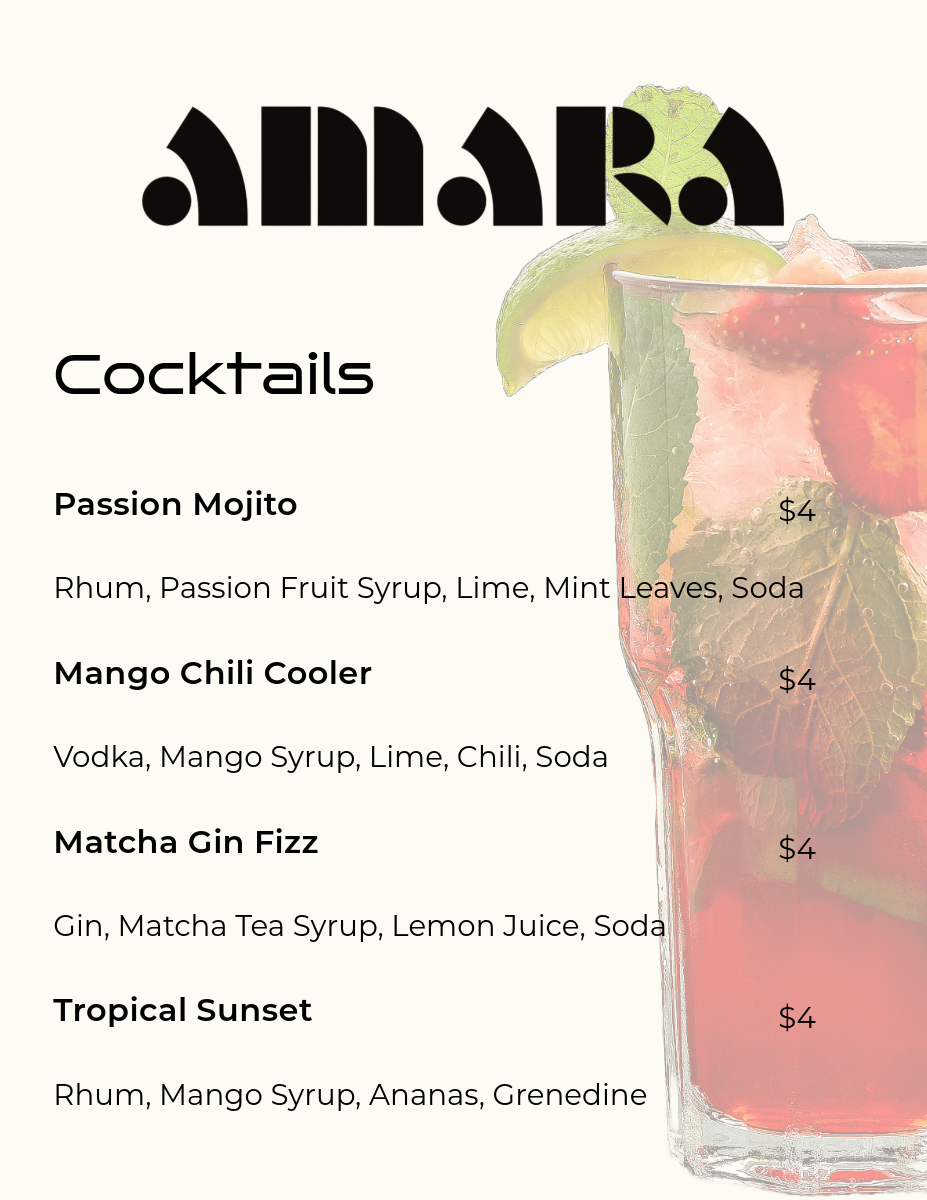 AMARA
Cocktails
Passion Mojito $4
Rhum, Passion Fruit Syrup, Lime, Mint Leaves, Soda
Mango Chili Cooler $4
Vodka, Mango Syrup, Lime, Chili, Soda
Matcha Gin Fizz $4
Gin, Matcha Tea Syrup, Lemon Juice, Soda
Tropical Sunset $4
Rhum, Mango Syrup, Ananas, Grenedine